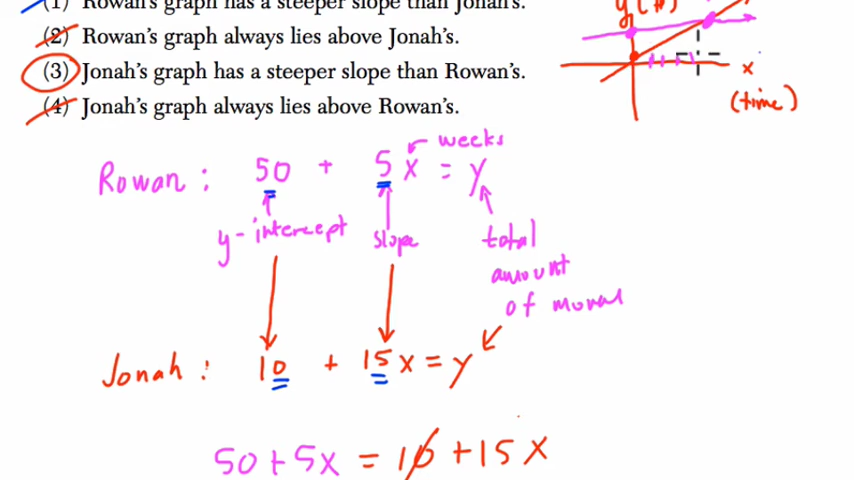 (1) Rowan's graph has a steeper slope than Jonah's.
y (#)
(2) Rowan's graph always lies above Jonah's.
(3) Jonah's graph has a steeper slope than Rowan's.
x
(4) Jonah's graph always lies above Rowan's.
(time)
weeks
Rowan : 50 + 5x = y
y-intercept slope total
amount
of
Jonah : 10 + 15x = y
50 + 5x = 10 + 15x